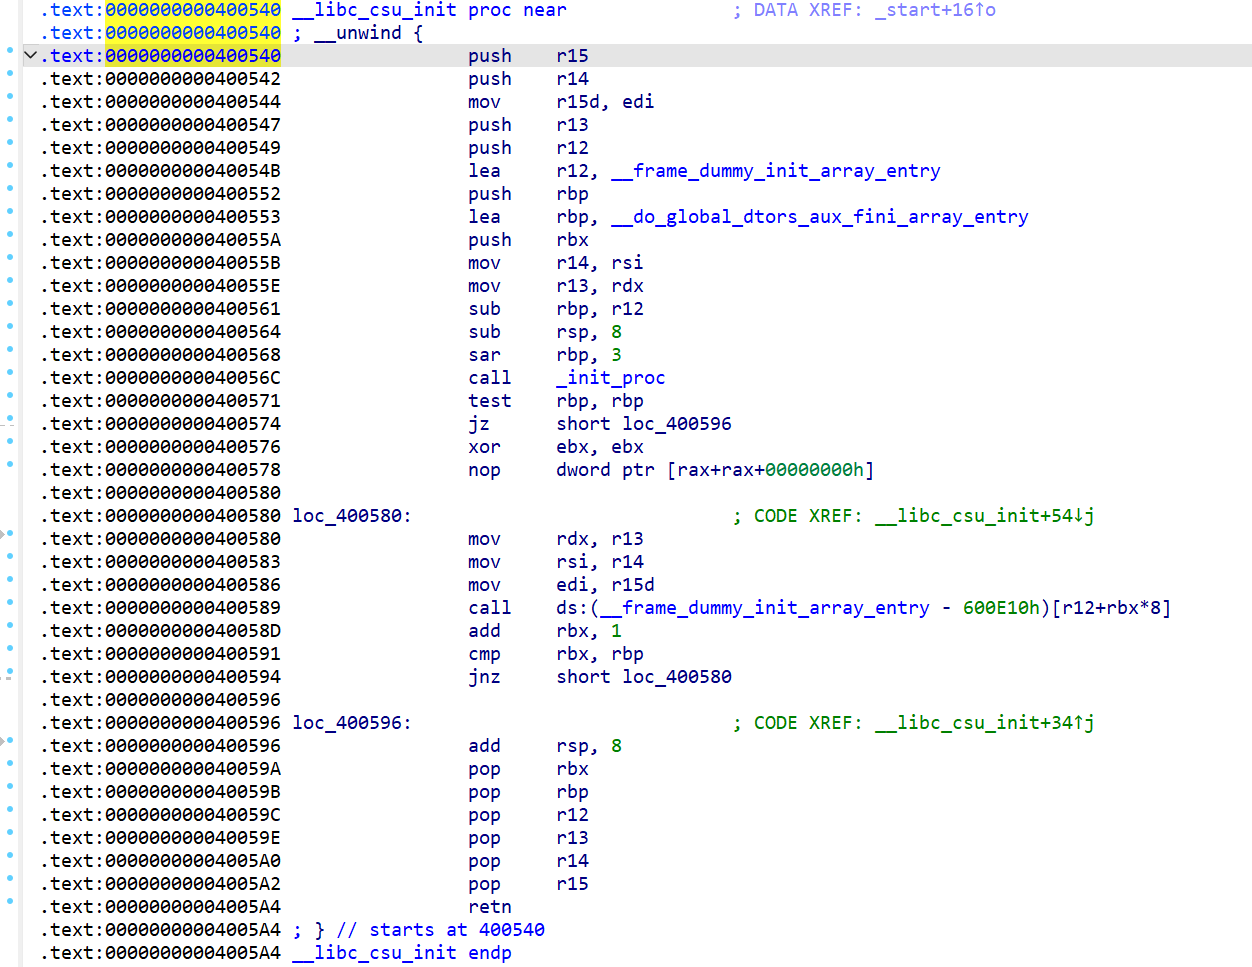 .text:0000000000400540 __libc_csu_init proc near ; DATA XREF: _start+16↑o
.text:0000000000400540 ; __unwind {
.text:0000000000400540 push r15
.text:0000000000400542 push r14
.text:0000000000400544 mov r15d, edi
.text:0000000000400547 push r13
.text:0000000000400549 push r12
.text:000000000040054B lea r12, __frame_dummy_init_array_entry
.text:0000000000400552 push rbp
.text:0000000000400553 lea rbp, __do_global_dtors_aux_fini_array_entry
.text:000000000040055A push rbx
.text:000000000040055B mov r14, rsi
.text:000000000040055E mov r13, rdx
.text:0000000000400561 sub rbp, r12
.text:0000000000400564 sub rsp, 8
.text:0000000000400568 sar rbp, 3
.text:000000000040056C call _init_proc
.text:0000000000400571 test rbp, rbp
.text:0000000000400574 jz short loc_400596
.text:0000000000400576 xor ebx, ebx
.text:0000000000400578 nop dword ptr [rax+rax+00000000h]
.text:0000000000400580
.text:0000000000400580 loc_400580: ; CODE XREF: __libc_csu_init+54↓j
.text:0000000000400580 mov rdx, r13
.text:0000000000400583 mov rsi, r14
.text:0000000000400586 mov edi, r15d
.text:0000000000400589 call ds:(__frame_dummy_init_array_entry - 600E10h)[r12+rbx*8]
.text:000000000040058D add rbx, 1
.text:0000000000400591 cmp rbx, rbp
.text:0000000000400594 jnz short loc_400580
.text:0000000000400596
.text:0000000000400596 loc_400596: ; CODE XREF: __libc_csu_init+34↑j
.text:0000000000400596 add rsp, 8
.text:000000000040059A pop rbx
.text:000000000040059B pop rbp
.text:000000000040059C pop r12
.text:000000000040059E pop r13
.text:00000000004005A0 pop r14
.text:00000000004005A2 pop r15
.text:00000000004005A4 retn
.text:00000000004005A4 ; } // starts at 400540
.text:00000000004005A4 __libc_csu_init endp